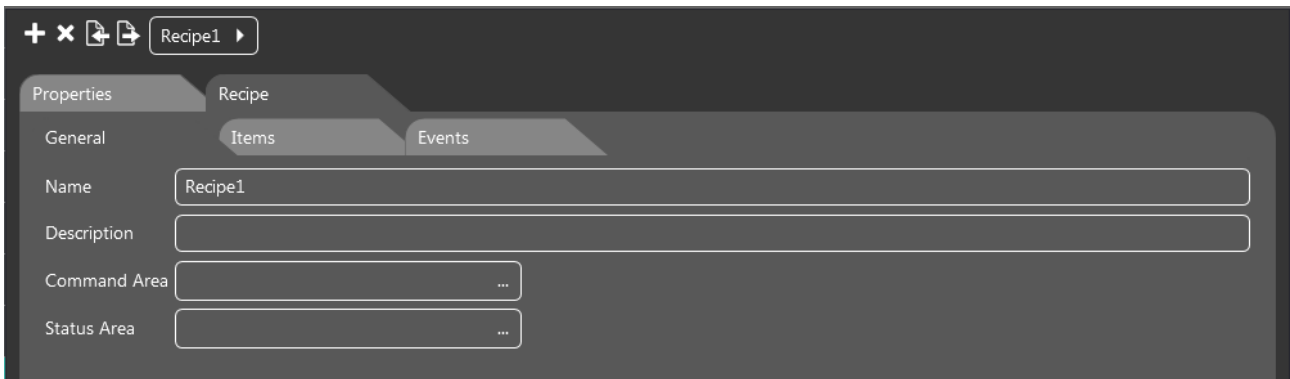 Recipe1
Properties Recipe
General Items Events
Name Recipe1
Description
Command Area ...
Status Area ...